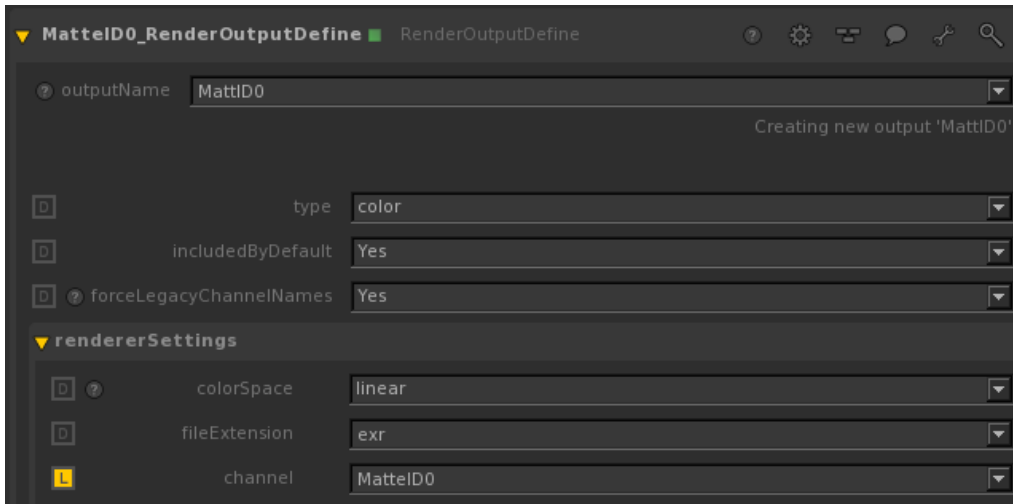 MatteID0_RenderOutputDefine RenderOutputDefine ?
? outputName MattID0
Creating new output 'MattID0'
D type color
D includedByDefault Yes
D ? forceLegacyChannelNames Yes
rendererSettings
D ? colorSpace linear
D fileExtension exr
L channel MatteID0